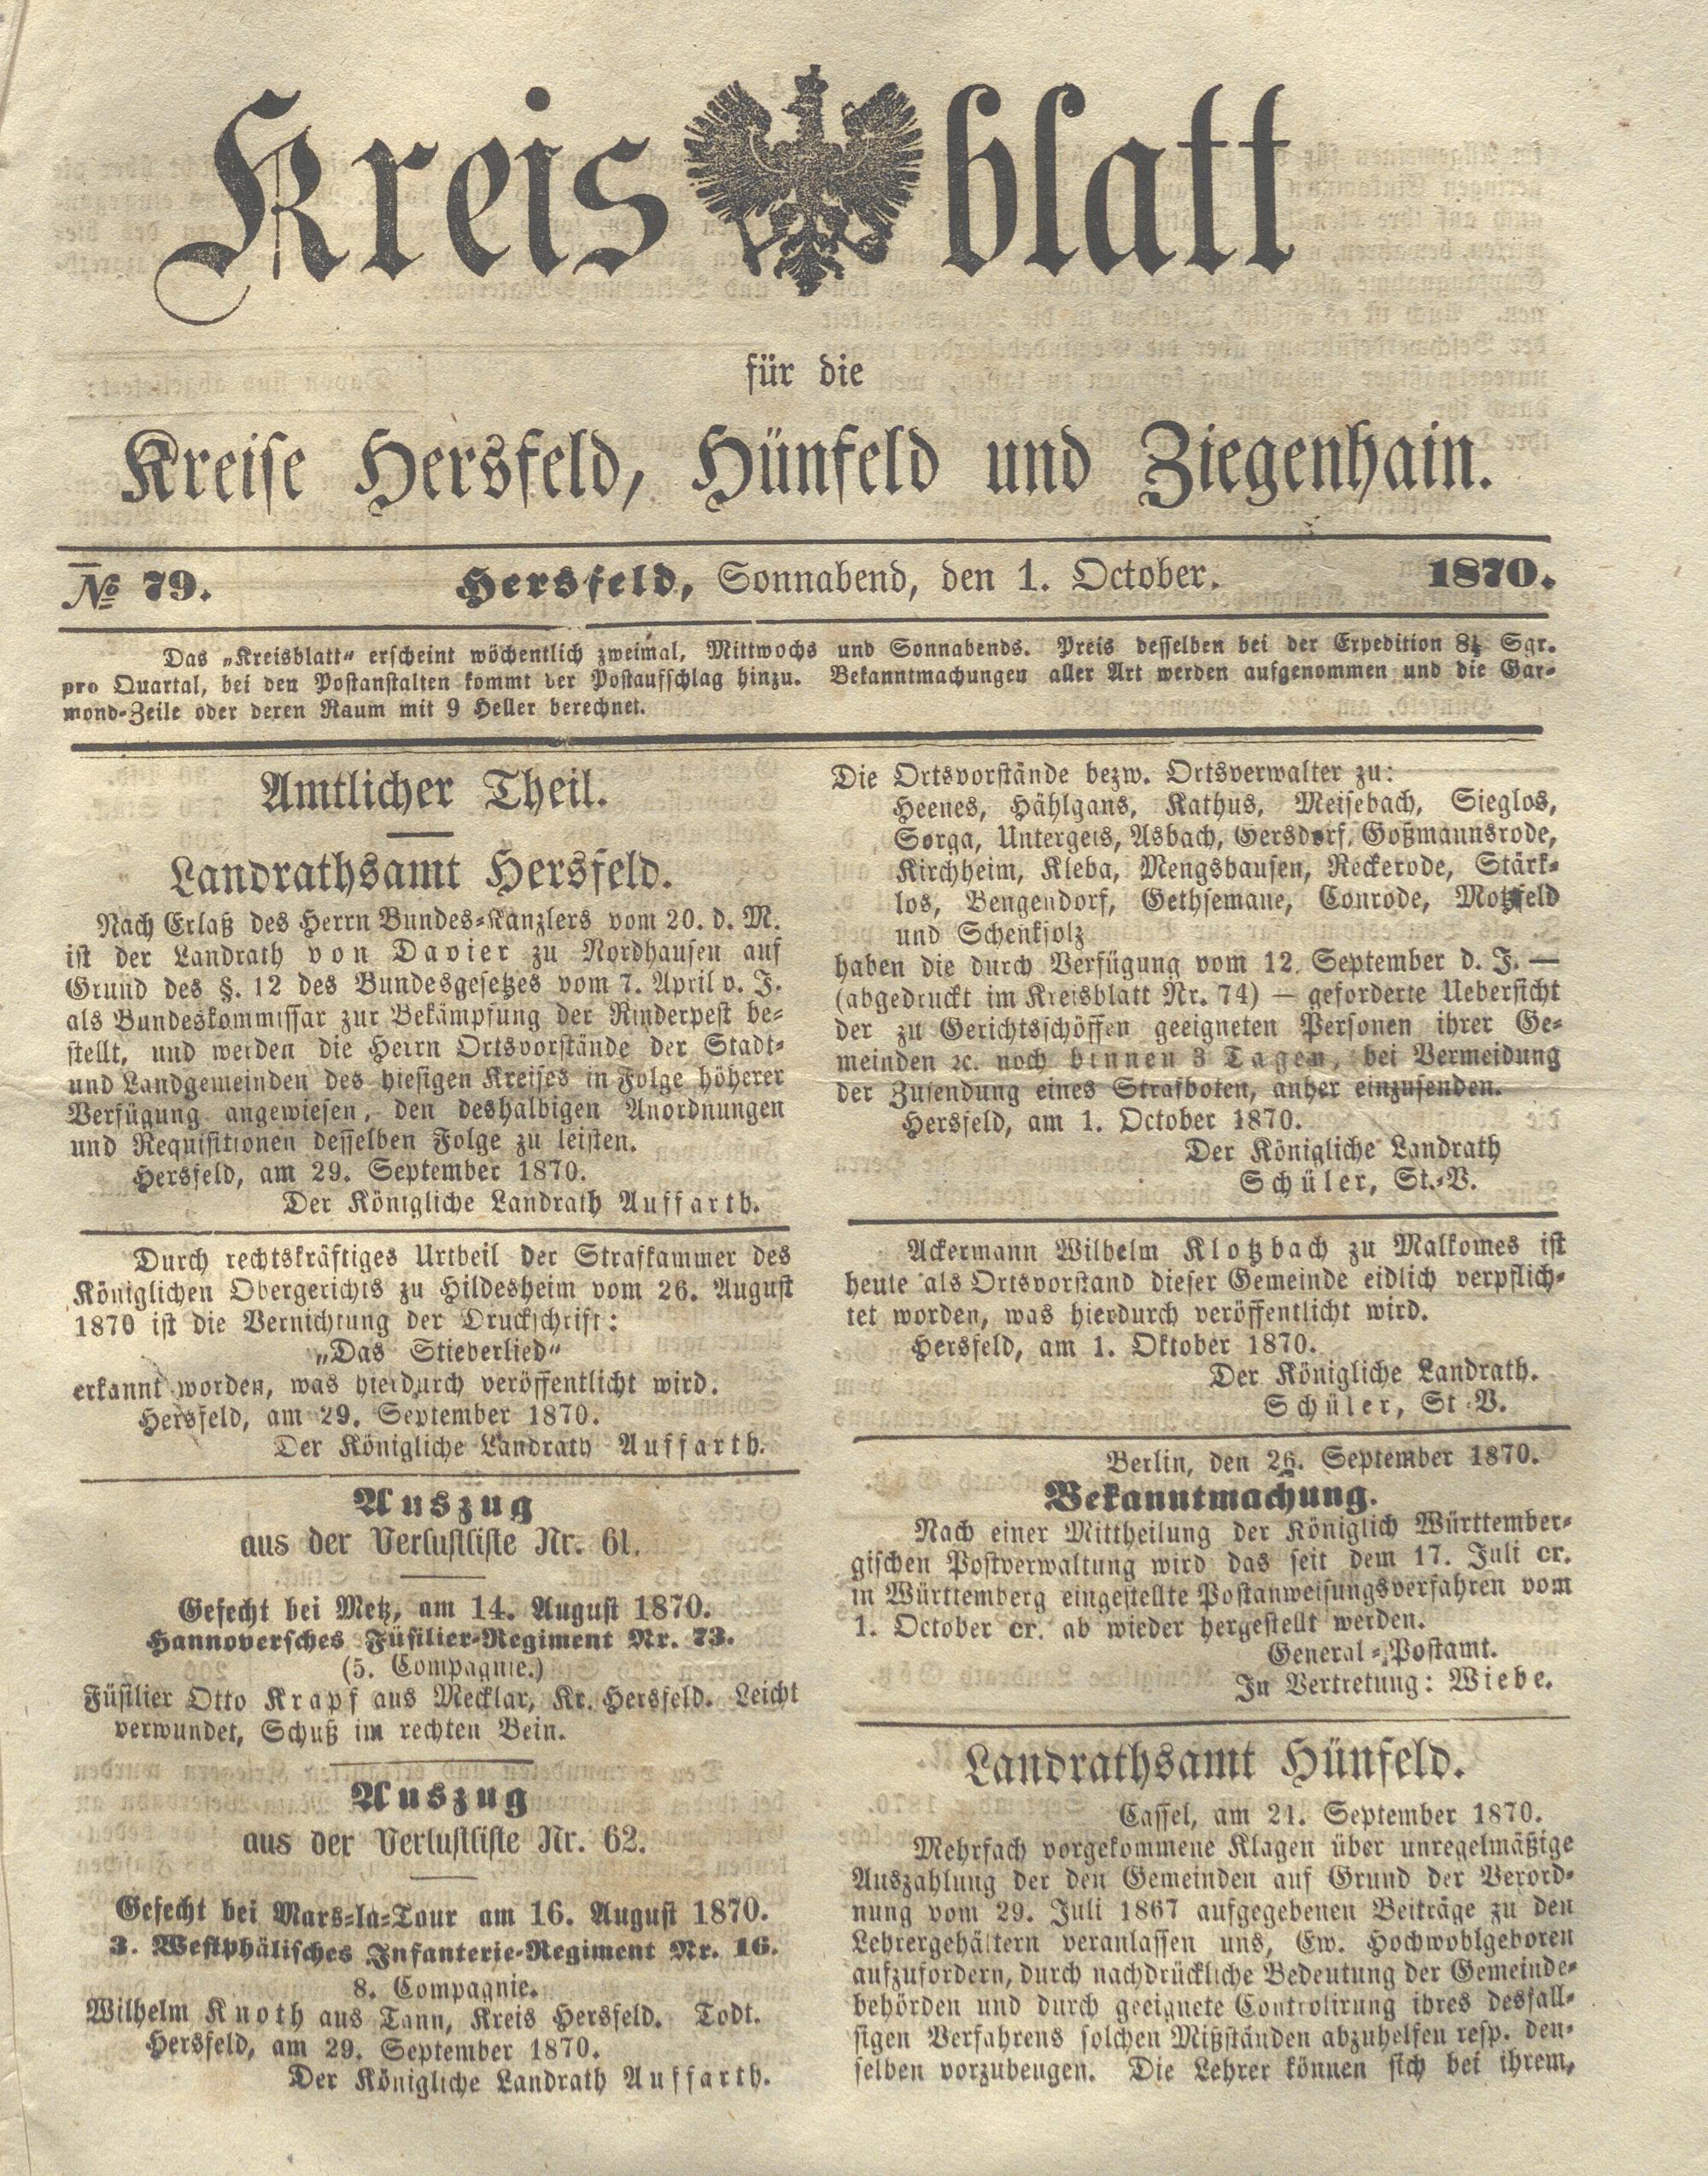 Kreisblatt
für die
Kreise Hersfeld, Hünfeld und Ziegenhain.
№ 79. Hersfeld, Sonnabend, den 1. October. 1870.
Das „Kreisblatt“ erscheint wöchentlich zweimal, Mittwochs und Sonnabends. Preis desselben bei der Expedition 8¼ Sgr.
pro Quartal, bei den Postanstalten kommt der Postaufschlag hinzu. Bekanntmachungen aller Art werden aufgenommen und die Gar-
mond-Zeile oder deren Raum mit 9 Heller berechnet.
Amtlicher Theil.
Landrathsamt Hersfeld.
Nach Erlaß des Herrn Bundes-Kanzlers vom 20. d. M.
ist der Landrath von Davier zu Nordhausen auf
Grund des §. 12 des Bundesgesetzes vom 7. April v. J.
als Bundeskommissar zur Bekämpfung der Rinderpest be-
stellt, und werden die Herrn Ortsvorstände der Stadt-
und Landgemeinden des hiesigen Kreises in Folge höherer
Verfügung angewiesen, den deshalbigen Anordnungen
und Requisitionen desselben Folge zu leisten.
Hersfeld, am 29. September 1870.
Der Königliche Landrath Auffarth.
Durch rechtskräftiges Urtheil der Strafkammer des
Königlichen Obergerichts zu Hildesheim vom 26. August
1870 ist die Vernichtung der Druckschrift:
„Das Stieberlied“
erkannt worden, was hierdurch veröffentlicht wird.
Hersfeld, am 29. September 1870.
Der Königliche Landrath Auffarth.
Auszug
aus der Verlustliste Nr. 61.
Gefecht bei Metz, am 14. August 1870.
Hannoversches Füsilier-Regiment Nr. 73.
(5. Compagnie.)
Füsilier Otto Krapf aus Mecklar, Kr. Hersfeld. Leicht
verwundet, Schuß im rechten Bein.
Auszug
aus der Verlustliste Nr. 62.
Gefecht bei Mars-la-Tour am 16. August 1870.
3. Westphälisches Infanterie-Regiment Nr. 16.
8. Compagnie.
Wilhelm Knoth aus Tann, Kreis Hersfeld. Todt.
Hersfeld, am 29. September 1870.
Der Königliche Landrath Auffarth.
Die Ortsvorstände bezw. Ortsverwalter zu:
Heenes, Hählgans, Kathus, Meisebach, Sieglos,
Sorga, Untergeis, Asbach, Gersdorf, Goßmannsrode,
Kirchheim, Kleba, Mengshausen, Reckerode, Stärk-
los, Bengendorf, Gethsemane, Conrode, Motzfeld
und Schenksolz
haben die durch Verfügung vom 12. September d. J. —
(abgedruckt im Kreisblatt Nr. 74) — geforderte Uebersicht
der zu Gerichtsschöffen geeigneten Personen ihrer Ge-
meinden ꝛc. noch binnen 3 Tagen, bei Vermeidung
der Zusendung eines Strafboten, anher einzusenden.
Hersfeld, am 1. October 1870.
Der Königliche Landrath
Schüler, St.-V.
Ackermann Wilhelm Klotzbach zu Malkomes ist
heute als Ortsvorstand dieser Gemeinde eidlich verpflich-
tet worden, was hierdurch veröffentlicht wird.
Hersfeld, am 1. Oktober 1870.
Der Königliche Landrath.
Schüler, St.-V.
Berlin, den 26. September 1870.
Bekanntmachung.
Nach einer Mittheilung der Königlich Württember-
gischen Postverwaltung wird das seit dem 17. Juli cr.
in Württemberg eingestellte Postanweisungsverfahren vom
1. October cr. ab wieder hergestellt werden.
General-Postamt.
In Vertretung: Wiebe.
Landrathsamt Hünfeld.
Cassel, am 21. September 1870.
Mehrfach vorgekommene Klagen über unregelmäßige
Auszahlung der den Gemeinden auf Grund der Verord-
nung vom 29. Juli 1867 aufgegebenen Beiträge zu den
Lehrergehältern veranlassen uns, Ew. Hochwohlgeboren
aufzufordern, durch nachdrückliche Bedeutung der Gemeinde-
behörden und durch geeignete Controlirung ihres desfall-
sigen Verfahrens solchen Mißständen abzuhelfen resp. den-
selben vorzubeugen. Die Lehrer können sich bei ihrem,